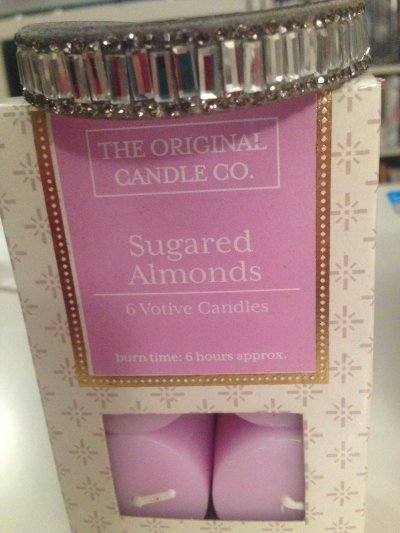 THE ORIGINAL
CANDLE CO.
Sugared
Almonds
6 Votive Candles
burn time: 6 hours approx.